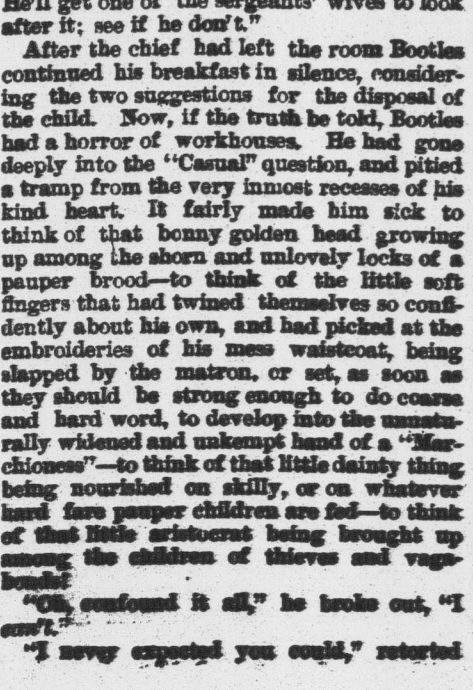 He'll get one of the sergeants' wives to look
after it; see if he don't."
After the chief had left the room Bootles
continued his breakfast in silence, consider-
ing the two suggestions for the disposal of
the child. Now, if the truth be told, Bootles
had a horror of workhouses. He had gone
deeply into the "Casual" question, and pitied
a tramp from the very inmost recesses of his
kind heart. It fairly made him sick to
think of that bonny golden head growing
up among the shorn and unlovely locks of a
pauper brood—to think of the little soft
fingers that had twined themselves so confi-
dently about his own, and had picked at the
embroideries of his mess waistcoat, being
slapped by the matron, or set, as soon as
they should be strong enough to do coarse
and hard word, to develop into the unnatu-
rally widened and unkempt hand of a "Mar-
chioness"—to think of that little dainty thing
being nourished on skilly, or on whatever
hard fare pauper children are fed—to think
of that little aristocrat being brought up
among the children of thieves and vaga-
bonds!
"Oh, confound it all," he broke out, "I
can't."
"I never expected you could," retorted